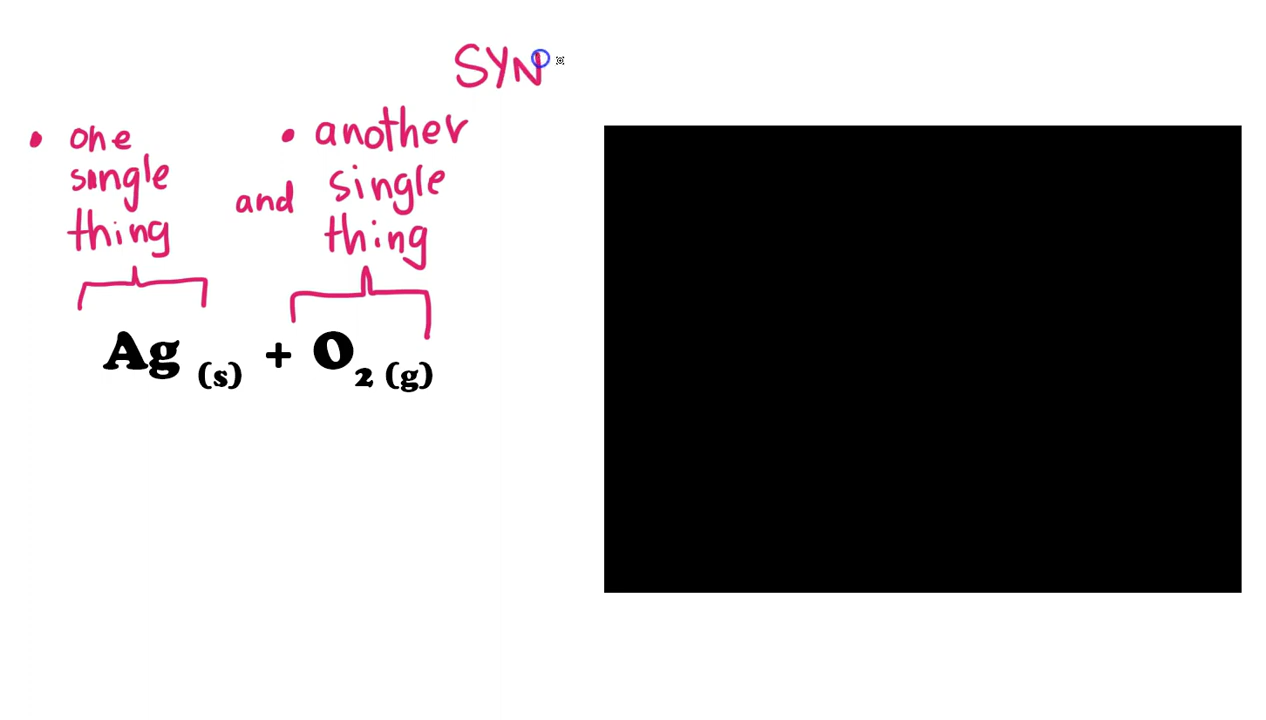 SYN
• one
single
thing
and
• another
single
thing
Ag (s) + O₂ (g)